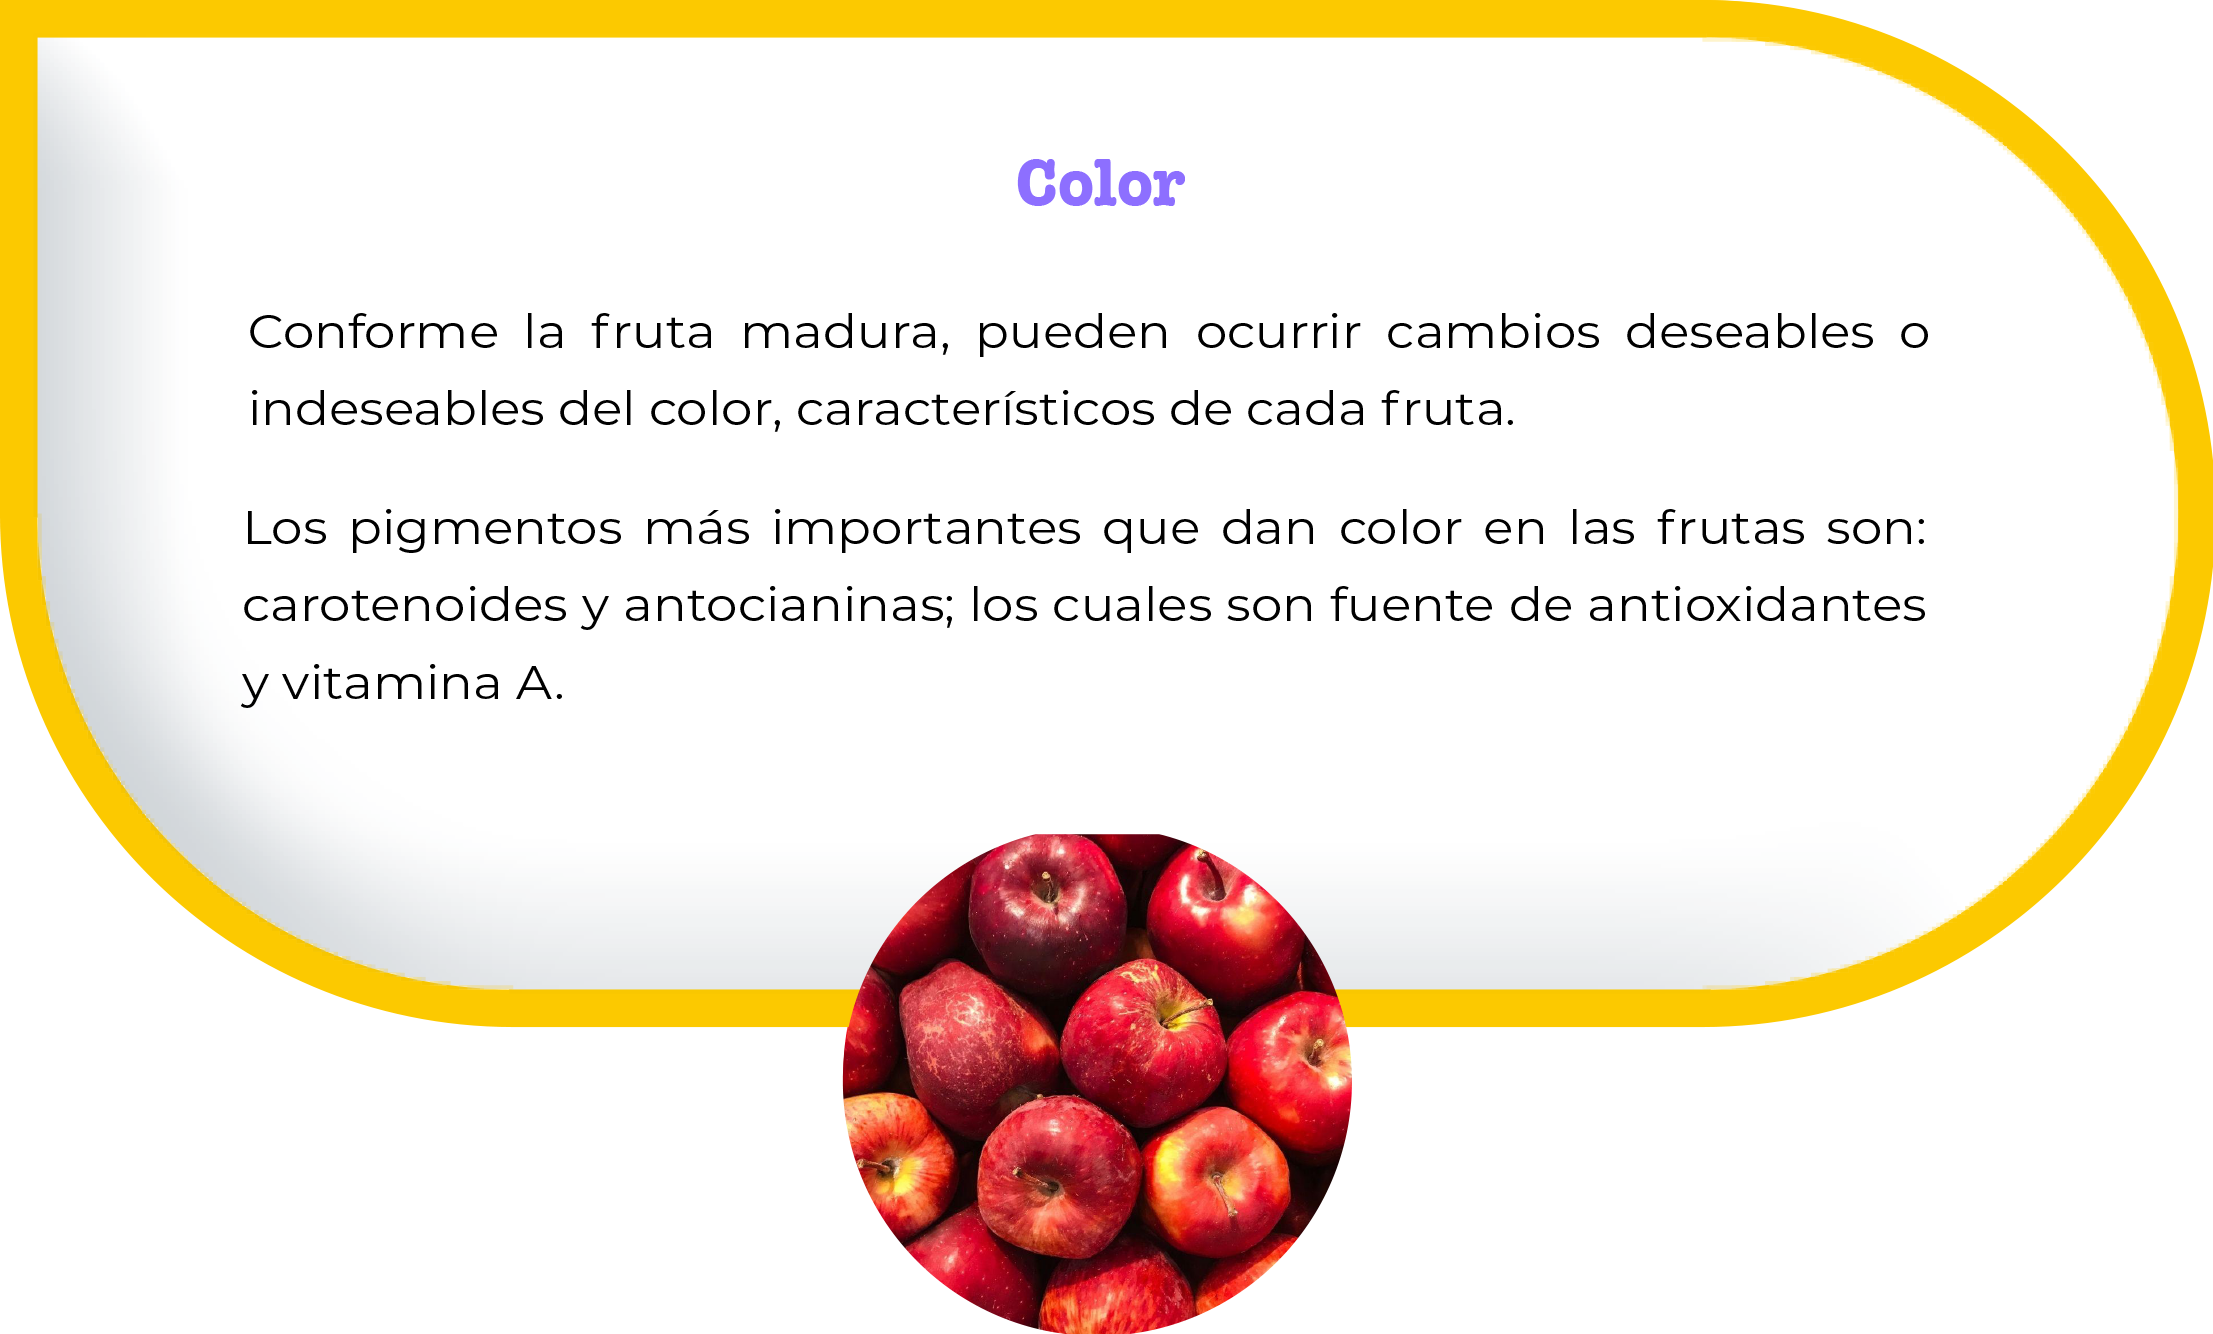 Color
Conforme la fruta madura, pueden ocurrir cambios deseables o
indeseables del color, característicos de cada fruta.
Los pigmentos más importantes que dan color en las frutas son:
carotenoides y antocianinas; los cuales son fuente de antioxidantes
y vitamina A.